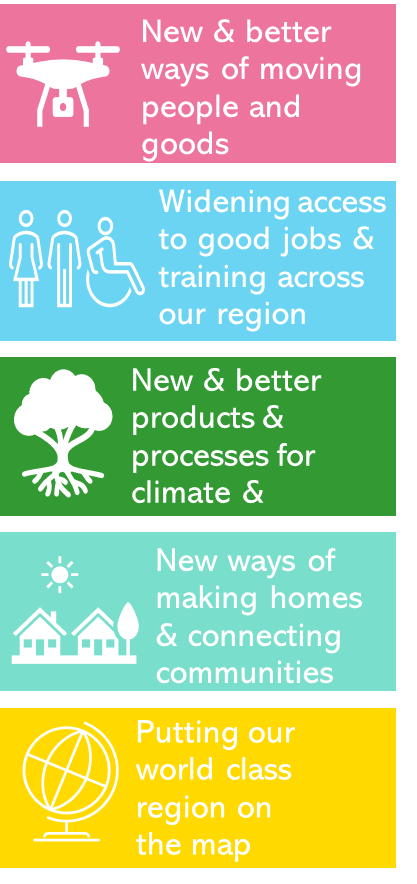 New & better
ways of moving
people and
goods
Widening access
to good jobs &
training across
our region
New & better
products &
processes for
climate &
New ways of
making homes
& connecting
communities
Putting our
world class
region on
the map